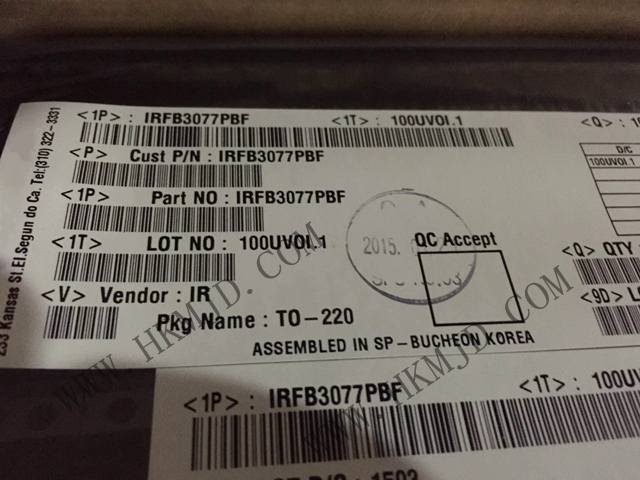 <1P> : IRFB3077PBF <1T> : 100UVOI.1 <Q> :
<P> Cust P/N : IRFB3077PBF
D/C
100UVOI.1
<1P> Part NO : IRFB3077PBF
<1T> LOT NO : 100UVOI.1
2015.
QC Accept
<Q> QTY
<V> Vendor : IR
<9D>
Pkg Name : TO-220
ASSEMBLED IN SP - BUCHEON KOREA
233 Kansas St.El.Segun do Ca. Tel:(310) 322-3331
<1P> : IRFB3077PBF <1T> : 100U
WWW.HKMJD.COM
WWW.HKMJD.COM